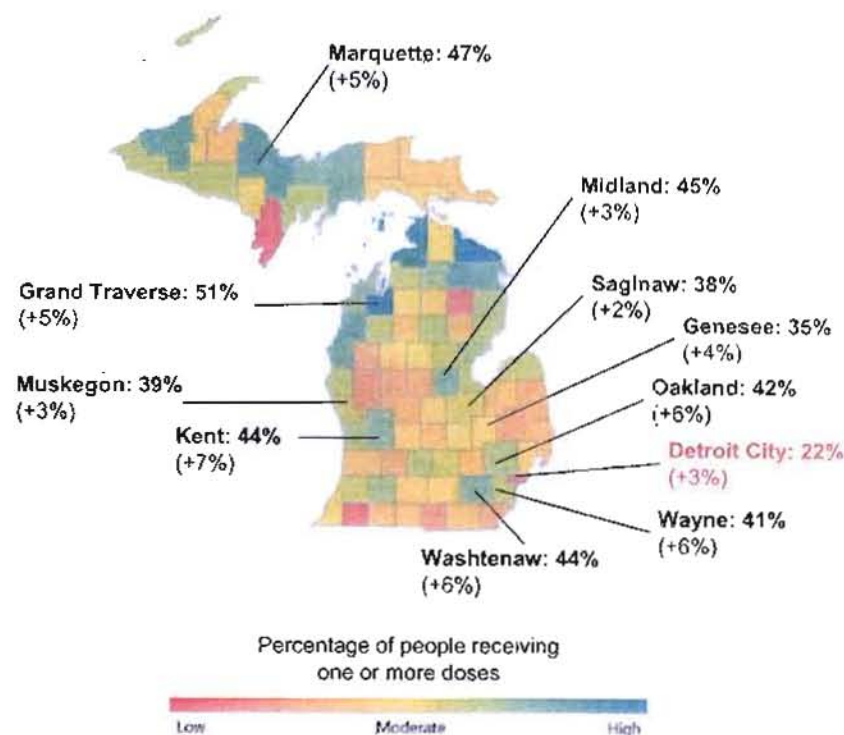 Marquette: 47%
(+5%)
Midland: 45%
(+3%)
Grand Traverse: 51%
(+5%)
Saginaw: 38%
(+2%)
Genesee: 35%
(+4%)
Muskegon: 39%
(+3%)
Oakland: 42%
(+6%)
Kent: 44%
(+7%)
Detroit City: 22%
(+3%)
Wayne: 41%
(+6%)
Washtenaw: 44%
(+6%)
Percentage of people receiving
one or more doses
Low Moderate High